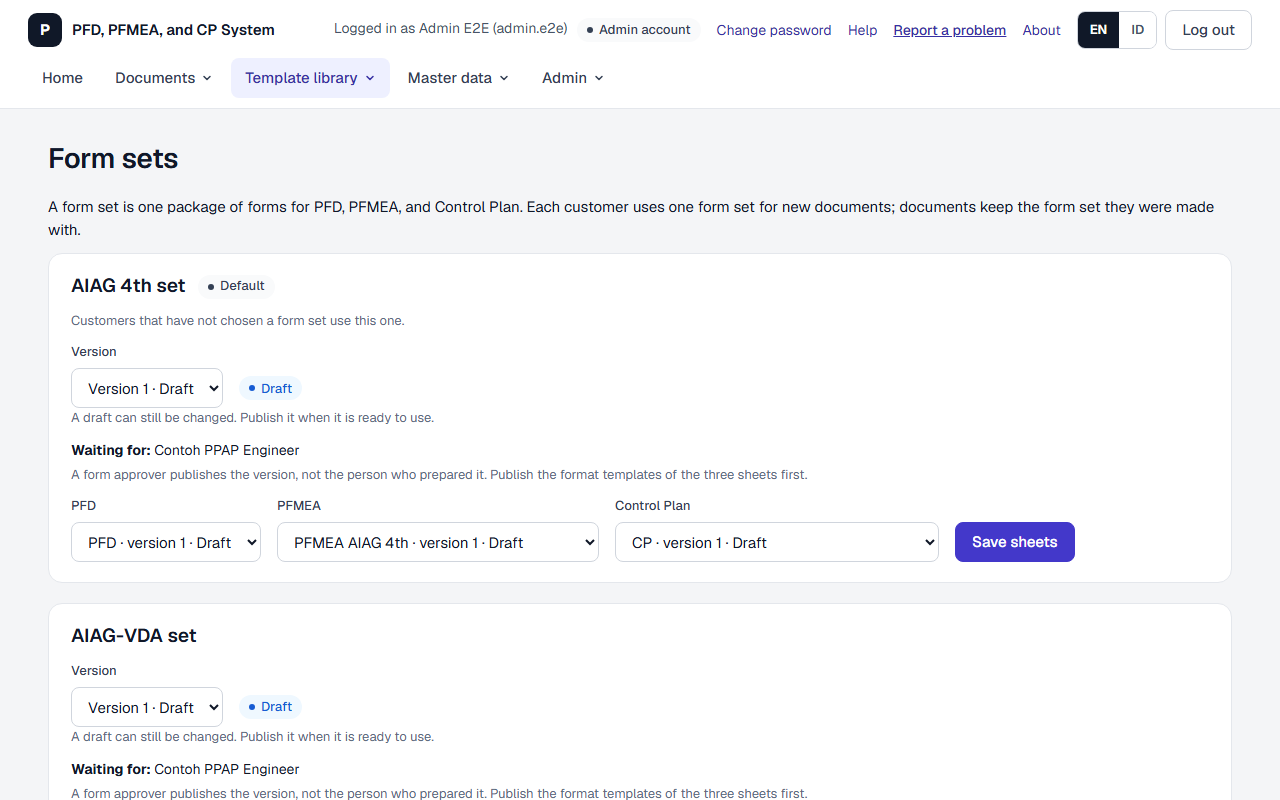 P PFD, PFMEA, and CP System Logged in as Admin E2E (admin.e2e) Admin account Change password Help Report a problem About EN ID Log out
Home Documents Template library Master data Admin
Form sets
A form set is one package of forms for PFD, PFMEA, and Control Plan. Each customer uses one form set for new documents; documents keep the form set they were made
with.
AIAG 4th set Default
Customers that have not chosen a form set use this one.
Version
Version 1 · Draft Draft
A draft can still be changed. Publish it when it is ready to use.
Waiting for: Contoh PPAP Engineer
A form approver publishes the version, not the person who prepared it. Publish the format templates of the three sheets first.
PFD PFMEA Control Plan
PFD · version 1 · Draft PFMEA AIAG 4th · version 1 · Draft CP · version 1 · Draft Save sheets
AIAG-VDA set
Version
Version 1 · Draft Draft
A draft can still be changed. Publish it when it is ready to use.
Waiting for: Contoh PPAP Engineer
A form approver publishes the version, not the person who prepared it. Publish the format templates of the three sheets first.